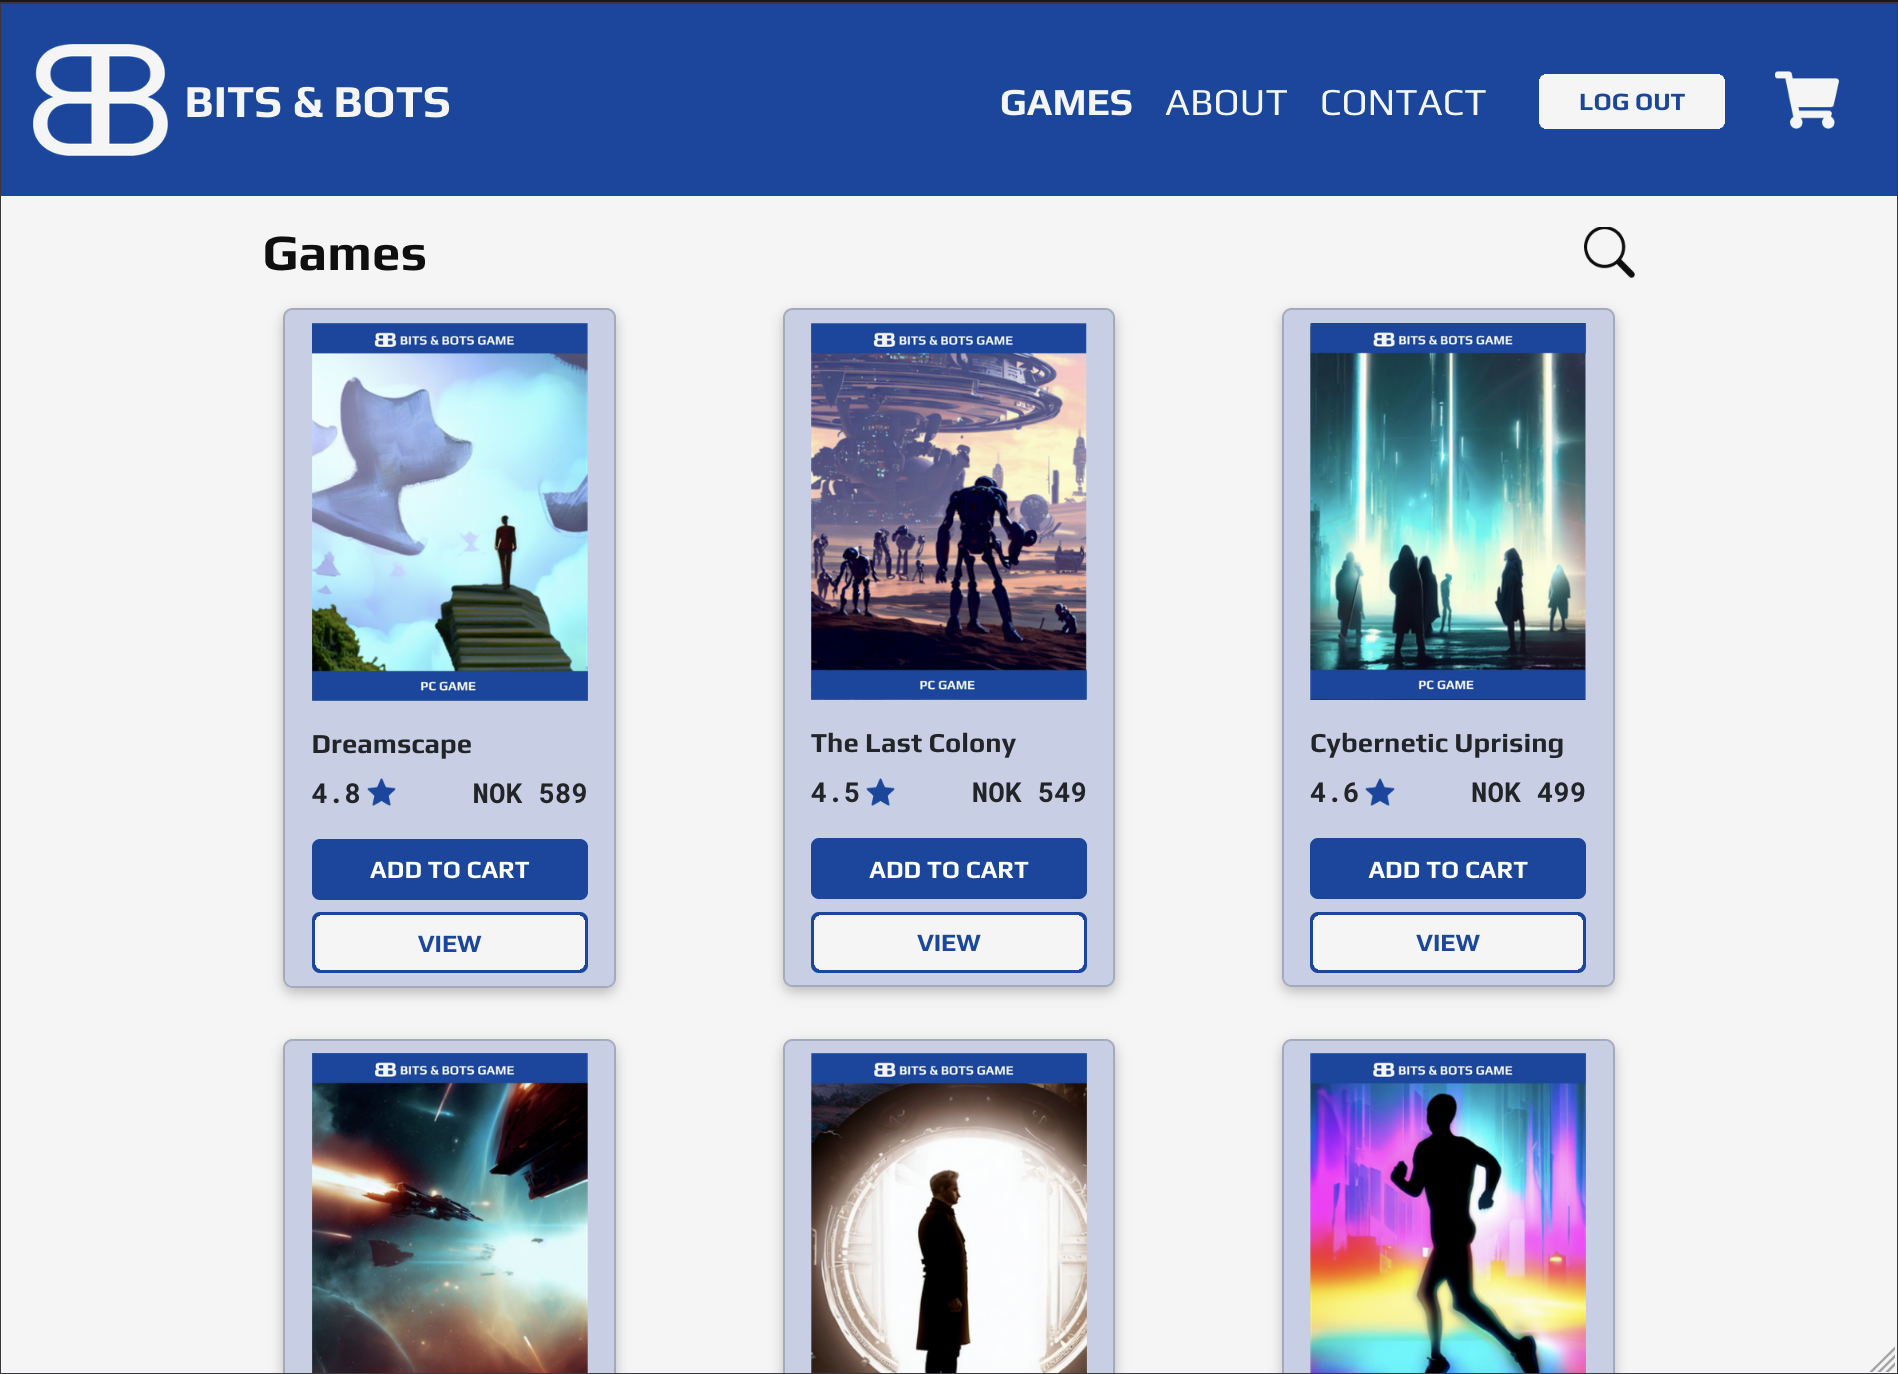 BB BITS & BOTS
GAMES ABOUT CONTACT LOG OUT
Games
BB BITS & BOTS GAME
PC GAME
Dreamscape
4.8 NOK 589
ADD TO CART
VIEW
BB BITS & BOTS GAME
PC GAME
The Last Colony
4.5 NOK 549
ADD TO CART
VIEW
BB BITS & BOTS GAME
PC GAME
Cybernetic Uprising
4.6 NOK 499
ADD TO CART
VIEW
BB BITS & BOTS GAME
BB BITS & BOTS GAME
BB BITS & BOTS GAME